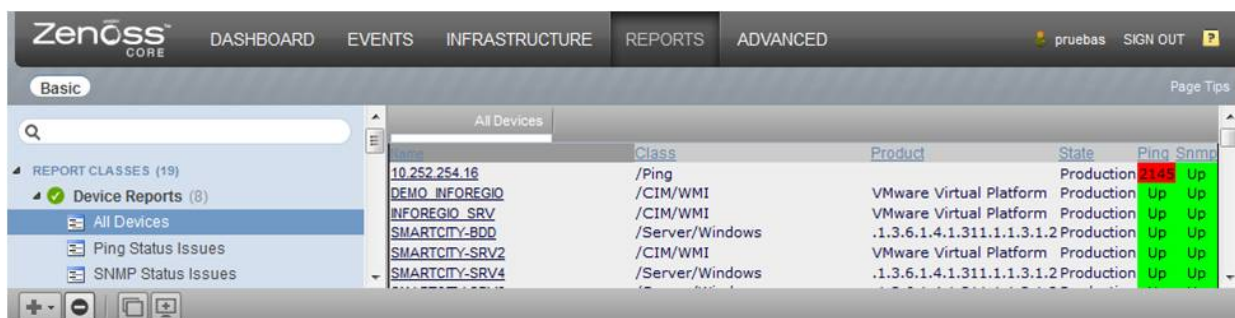 Zenōss™ CORE
DASHBOARD EVENTS INFRASTRUCTURE REPORTS ADVANCED pruebas SIGN OUT ?
Basic Page Tips
All Devices
REPORT CLASSES (19)
Device Reports (8)
All Devices
Ping Status Issues
SNMP Status Issues
Name Class Product State Ping Snmp
10.252.254.16 /Ping Production 2145 Up
DEMO_INFOREGIO /CIM/WMI VMware Virtual Platform Production Up Up
INFOREGIO_SRV /CIM/WMI VMware Virtual Platform Production Up Up
SMARTCITY-BDD /Server/Windows .1.3.6.1.4.1.311.1.1.3.1.2 Production Up Up
SMARTCITY-SRV2 /CIM/WMI VMware Virtual Platform Production Up Up
SMARTCITY-SRV4 /Server/Windows .1.3.6.1.4.1.311.1.1.3.1.2 Production Up Up